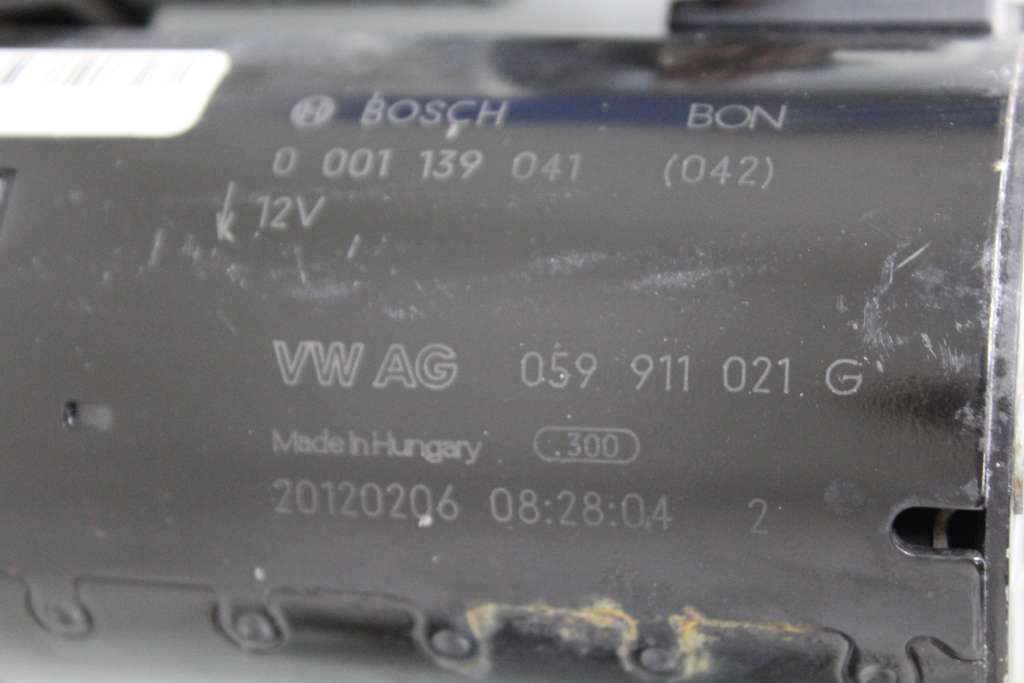 BOSCH BON
0 001 139 041 (042)
12V
VW AG 059 911 021 G
Made in Hungary .300
20120206 08:28:04 2